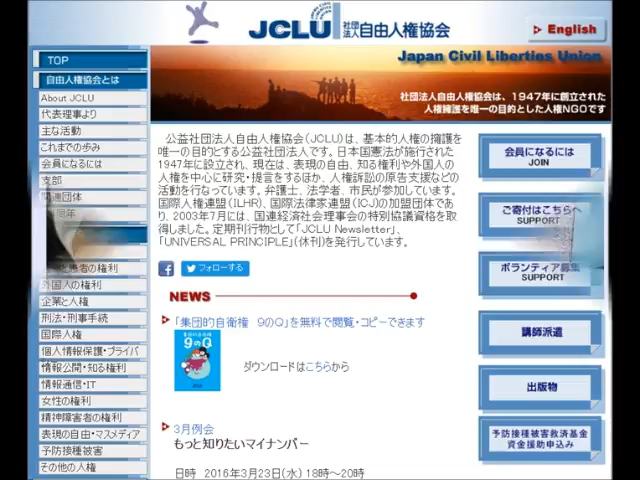 JCLU 社団法人 自由人権協会
English
Japan Civil Liberties Union
社団法人自由人権協会は、1947年に創立された
人権擁護を唯一の目的とした人権NGOです
TOP
自由人権協会とは
About JCLU
代表理事より
主な活動
これまでの歩み
会員になるには
支部
関連団体
周年
患者の権利
外国人の権利
企業と人権
刑法・刑事手続
国際人権
個人情報保護・プライバ
情報公開・知る権利
情報通信・IT
女性の権利
精神障害者の権利
表現の自由・マスメディア
予防接種被害
その他の人権
公益社団法人自由人権協会(JCLU)は、基本的人権の擁護を
唯一の目的とする公益社団法人です。日本国憲法が施行された
1947年に設立され、現在は、表現の自由、知る権利や外国人の
人権を中心に研究・提言をするほか、人権訴訟の原告支援などの
活動を行なっています。弁護士、法学者、市民が参加しています。
国際人権連盟(ILHR)、国際法律家連盟(ICJ)の加盟団体であ
り、2003年7月には、国連経済社会理事会の特別協議資格を取
得しました。定期刊行物として「JCLU Newsletter」、
「UNIVERSAL PRINCIPLE」(休刊)を発行しています。
フォローする
NEWS
「集団的自衛権 9のQ」を無料で閲覧・コピーできます
集団的自衛権
9のQ
ダウンロードはこちらから
3月例会
もっと知りたいマイナンバー
日時 2016年3月23日(水) 18時~20時
会員になるには
JOIN
ご寄付はこちらへ
SUPPORT
ボランティア募集
SUPPORT
講師派遣
出版物
予防接種被害救済基金
資金援助申込み